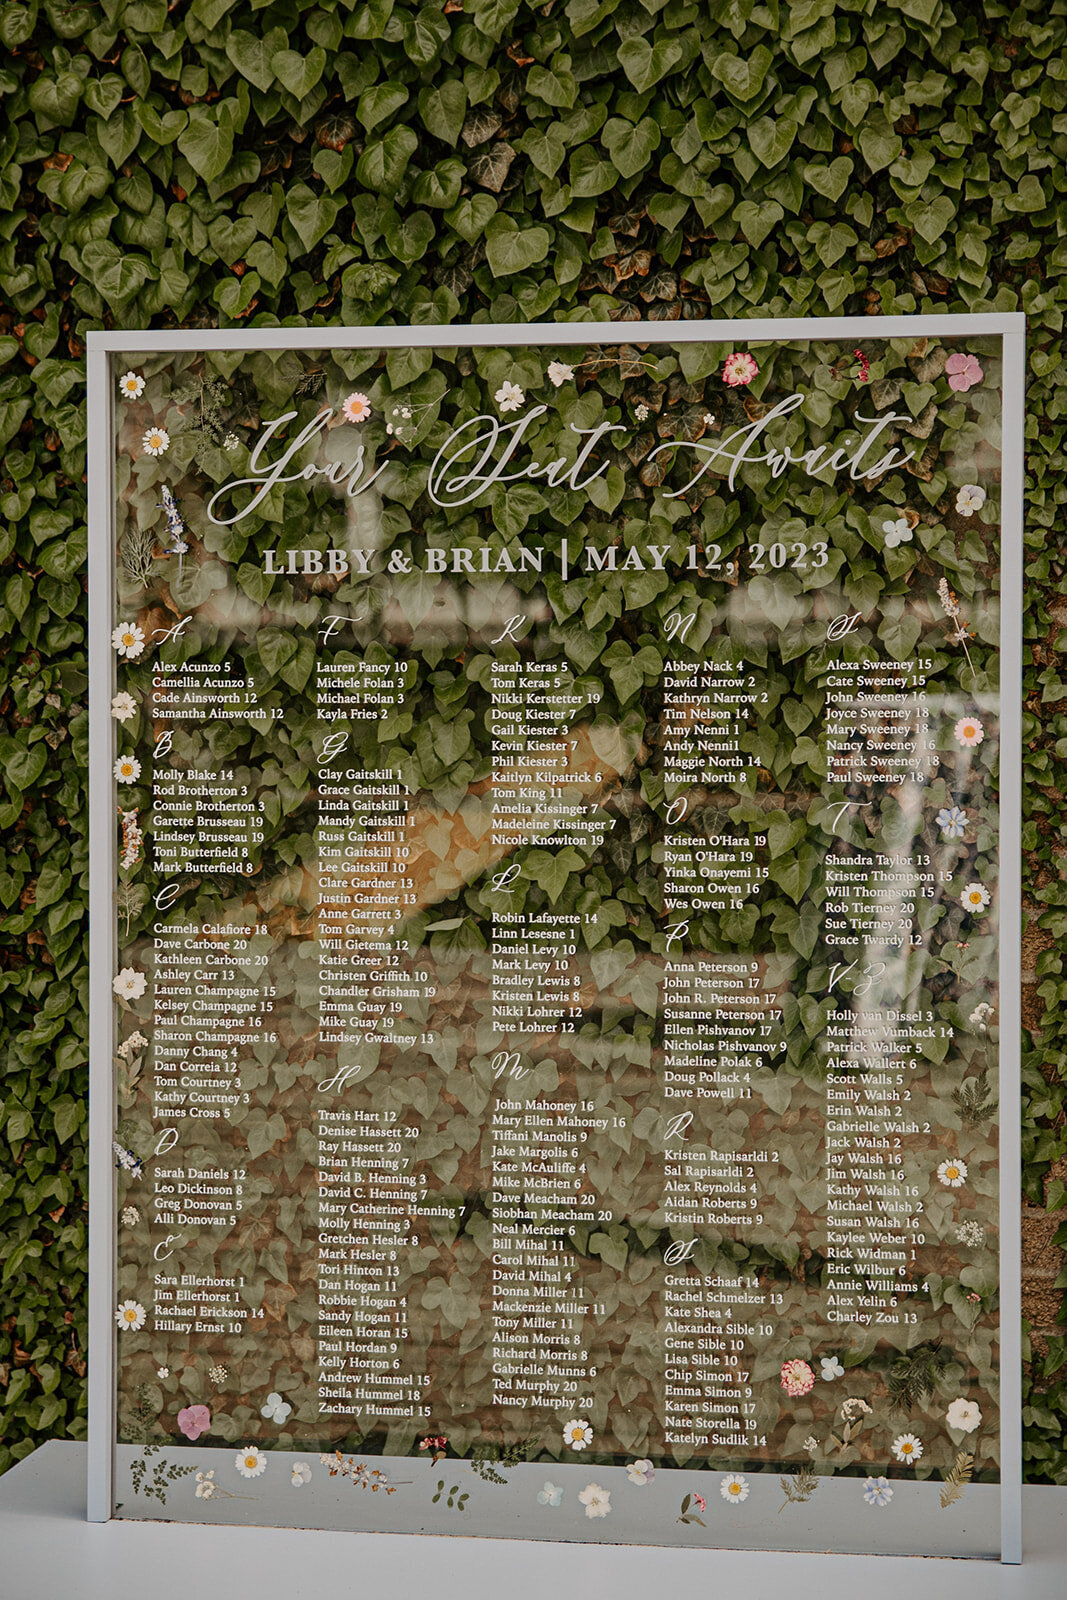 Your Seat Awaits
LIBBY & BRIAN | MAY 12, 2023
A
Alex Acunzo 5
Camellia Acunzo 5
Cade Ainsworth 12
Samantha Ainsworth 12
B
Molly Blake 14
Rod Brotherton 3
Connie Brotherton 3
Garette Brusseau 19
Lindsey Brusseau 19
Toni Butterfield 8
Mark Butterfield 8
C
Carmela Calafiore 18
Dave Carbone 20
Kathleen Carbone 20
Ashley Carr 13
Lauren Champagne 15
Kelsey Champagne 15
Paul Champagne 16
Sharon Champagne 16
Danny Chang 4
Dan Correia 12
Tom Courtney 3
Kathy Courtney 3
James Cross 5
D
Sarah Daniels 12
Leo Dickinson 8
Greg Donovan 5
Alli Donovan 5
E
Sara Ellerhorst 1
Jim Ellerhorst 1
Rachael Erickson 14
Hillary Ernst 10
F
Lauren Fancy 10
Michele Folan 3
Michael Folan 3
Kayla Fries 2
G
Clay Gaitskill 1
Grace Gaitskill 1
Linda Gaitskill 1
Mandy Gaitskill 1
Russ Gaitskill 1
Kim Gaitskill 10
Lee Gaitskill 10
Clare Gardner 13
Justin Gardner 13
Anne Garrett 3
Tom Garvey 4
Will Gietema 12
Katie Greer 12
Christen Griffith 10
Chandler Grisham 19
Emma Guay 19
Mike Guay 19
Lindsey Gwaltney 13
H
Travis Hart 12
Denise Hassett 20
Ray Hassett 20
Brian Henning 7
David B. Henning 3
David C. Henning 7
Mary Catherine Henning 7
Molly Henning 3
Gretchen Hesler 8
Mark Hesler 8
Tori Hinton 13
Dan Hogan 11
Robbie Hogan 4
Sandy Hogan 11
Eileen Horan 15
Paul Hordan 9
Kelly Horton 6
Andrew Hummel 15
Sheila Hummel 18
Zachary Hummel 15
K
Sarah Keras 5
Tom Keras 5
Nikki Kerstetter 19
Doug Kiester 7
Gail Kiester 3
Kevin Kiester 7
Phil Kiester 3
Kaitlyn Kilpatrick 6
Tom King 11
Amelia Kissinger 7
Madeleine Kissinger 7
Nicole Knowlton 19
L
Robin Lafayette 14
Linn Lesesne 1
Daniel Levy 10
Mark Levy 10
Bradley Lewis 8
Kristen Lewis 8
Nikki Lohrer 12
Pete Lohrer 12
M
John Mahoney 16
Mary Ellen Mahoney 16
Tiffani Manolis 9
Jake Margolis 6
Kate McAuliffe 4
Mike McBrien 6
Dave Meacham 20
Siobhan Meacham 20
Neal Mercier 6
Bill Mihal 11
Carol Mihal 11
David Mihal 4
Donna Miller 11
Mackenzie Miller 11
Tony Miller 11
Alison Morris 8
Richard Morris 8
Gabrielle Munns 6
Ted Murphy 20
Nancy Murphy 20
N
Abbey Nack 4
David Narrow 2
Kathryn Narrow 2
Tim Nelson 14
Amy Nenni 1
Andy Nenni1
Maggie North 14
Moira North 8
O
Kristen O'Hara 19
Ryan O'Hara 19
Yinka Onayemi 15
Sharon Owen 16
Wes Owen 16
P
Anna Peterson 9
John Peterson 17
John R. Peterson 17
Susanne Peterson 17
Ellen Pishvanov 17
Nicholas Pishvanov 9
Madeline Polak 6
Doug Pollack 4
Dave Powell 11
R
Kristen Rapisarldi 2
Sal Rapisarldi 2
Alex Reynolds 4
Aidan Roberts 9
Kristin Roberts 9
S
Gretta Schaaf 14
Rachel Schmelzer 13
Kate Shea 4
Alexandra Sible 10
Gene Sible 10
Lisa Sible 10
Chip Simon 17
Emma Simon 9
Karen Simon 17
Nate Storella 19
Katelyn Sudlik 14
S
Alexa Sweeney 15
Cate Sweeney 15
John Sweeney 16
Joyce Sweeney 18
Mary Sweeney 18
Nancy Sweeney 16
Patrick Sweeney 18
Paul Sweeney 18
T
Shandra Taylor 13
Kristen Thompson 15
Will Thompson 15
Rob Tierney 20
Sue Tierney 20
Grace Twardy 12
V-Z
Holly van Dissel 3
Matthew Vumback 14
Patrick Walker 5
Alexa Wallert 6
Scott Walls 5
Emily Walsh 2
Erin Walsh 2
Gabrielle Walsh 2
Jack Walsh 2
Jay Walsh 16
Jim Walsh 16
Kathy Walsh 16
Michael Walsh 2
Susan Walsh 16
Kaylee Weber 10
Rick Widman 1
Eric Wilbur 6
Annie Williams 4
Alex Yelin 6
Charley Zou 13